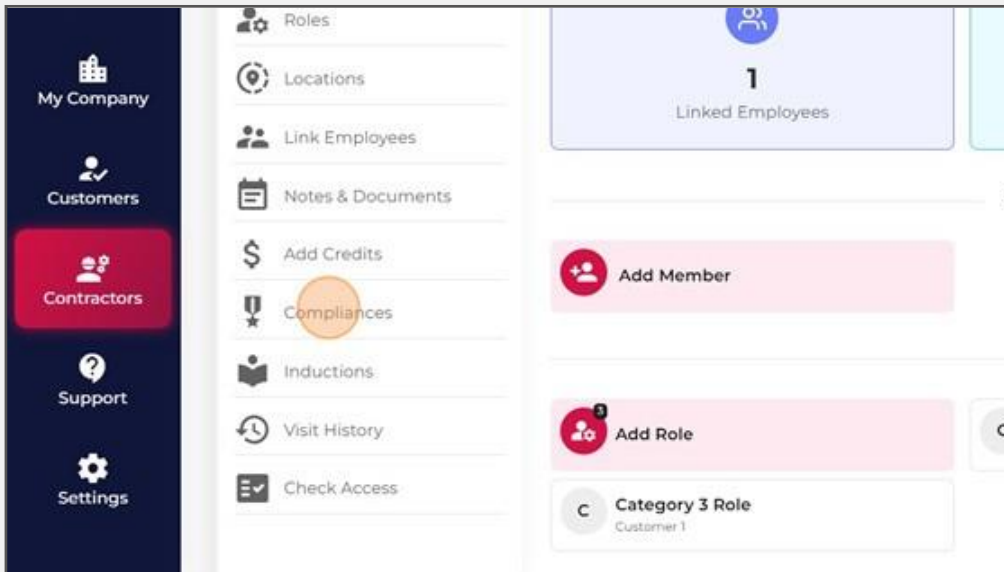 My Company
Customers
Contractors
Support
Settings
Roles
Locations
Link Employees
Notes & Documents
Add Credits
Compliances
Inductions
Visit History
Check Access
1
Linked Employees
Add Member
3
Add Role
C
Category 3 Role
Customer 1